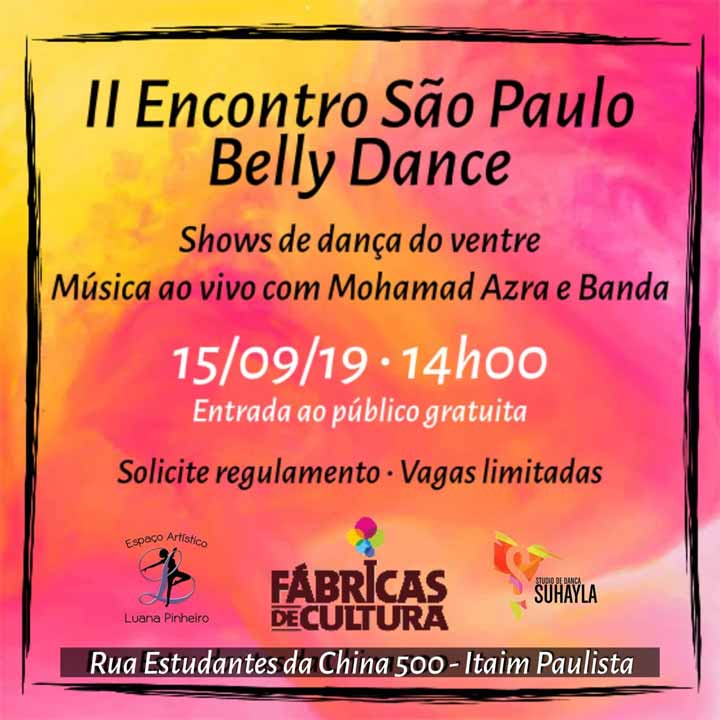 II Encontro São Paulo
Belly Dance
Shows de dança do ventre
Música ao vivo com Mohamad Azra e Banda
15/09/19 · 14h00
Entrada ao público gratuita
Solicite regulamento · Vagas limitadas
Espaço Artístico
Luana Pinheiro
FÁBRICAS
DE CULTURA
STUDIO DE DANÇA
SUHAYLA
Rua Estudantes da China 500 - Itaim Paulista